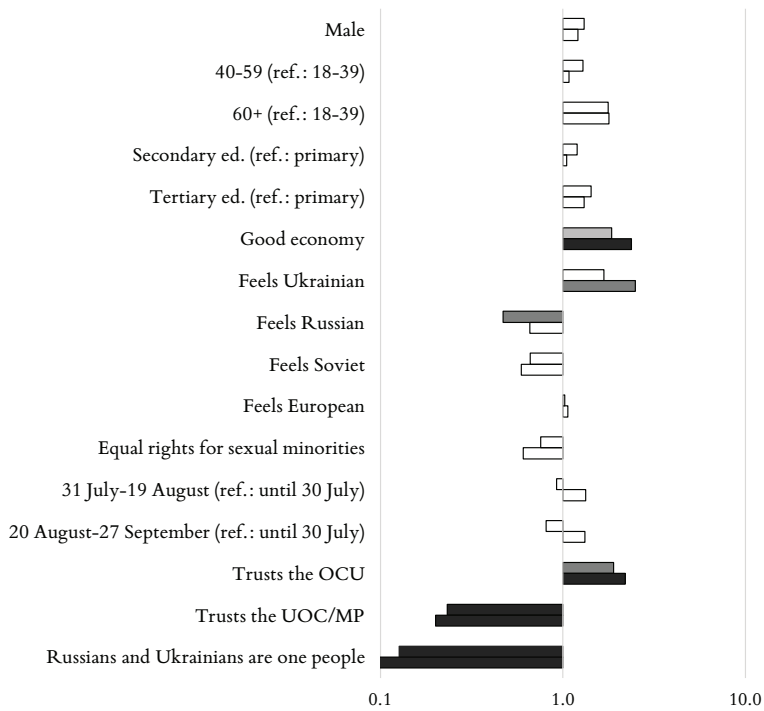 Male
40-59 (ref.: 18-39)
60+ (ref.: 18-39)
Secondary ed. (ref.: primary)
Tertiary ed. (ref.: primary)
Good economy
Feels Ukrainian
Feels Russian
Feels Soviet
Feels European
Equal rights for sexual minorities
31 July-19 August (ref.: until 30 July)
20 August-27 September (ref.: until 30 July)
Trusts the OCU
Trusts the UOC/MP
Russians and Ukrainians are one people
0.1 1.0 10.0